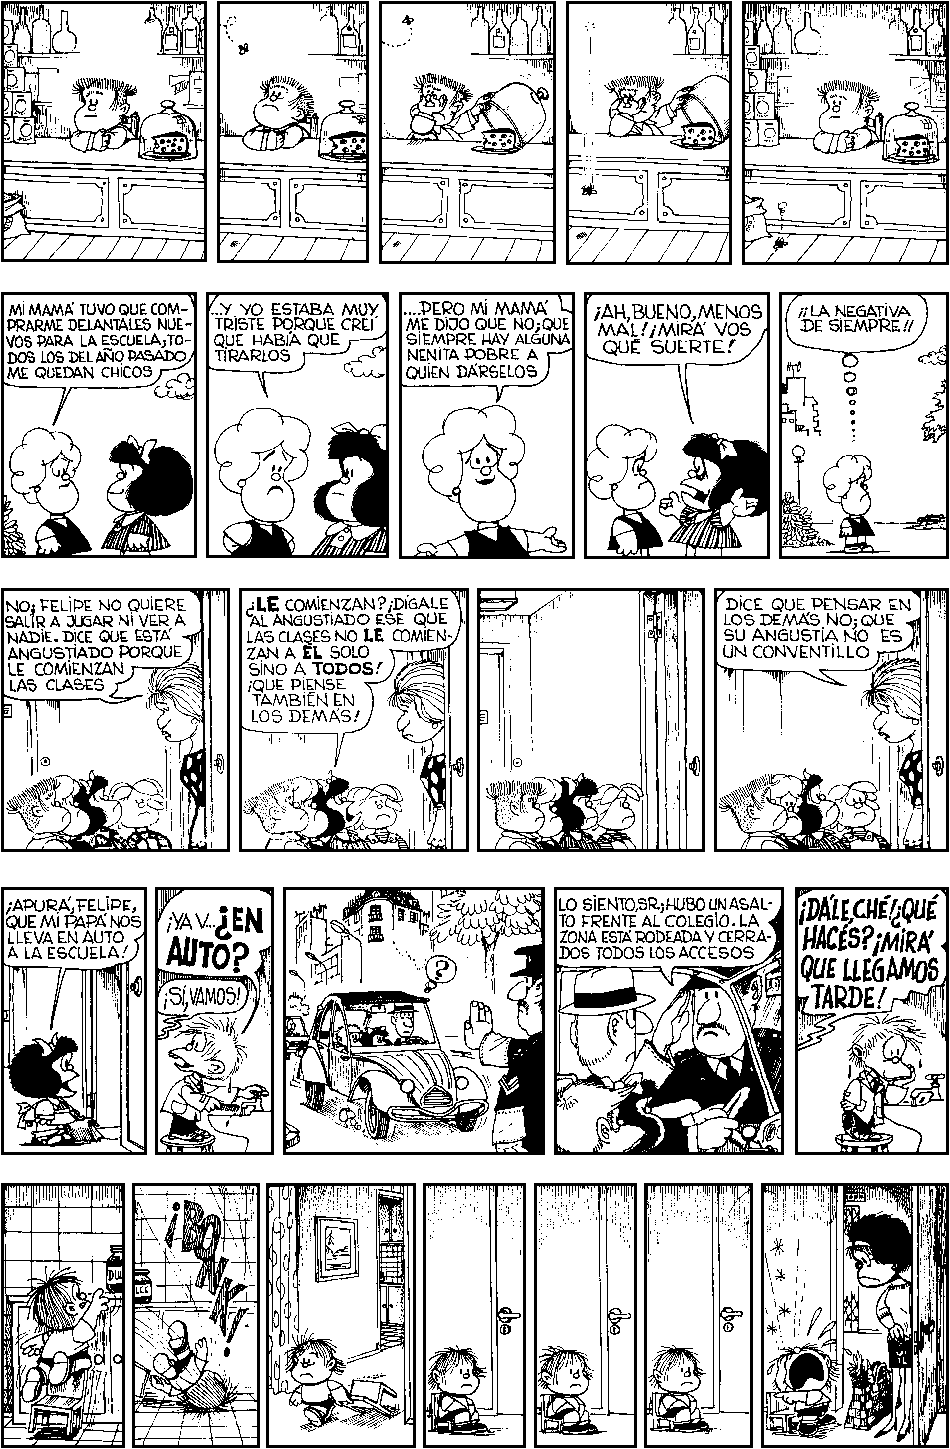 MI MAMÁ TUVO QUE COM-
PRARME DELANTALES NUE-
VOS PARA LA ESCUELA; TO-
DOS LOS DEL AÑO PASADO
ME QUEDAN CHICOS
...Y YO ESTABA MUY
TRISTE PORQUE CREÍ
QUE HABÍA QUE
TIRARLOS
....PERO MI MAMÁ
ME DIJO QUE NO; QUE
SIEMPRE HAY ALGUNA
NENITA POBRE A
QUIEN DÁRSELOS
¡AH, BUENO, MENOS
MAL! ¡MIRÁ VOS
QUÉ SUERTE!
¡¡LA NEGATIVA
DE SIEMPRE!!
NO; FELIPE NO QUIERE
SALIR A JUGAR NI VER A
NADIE. DICE QUE ESTÁ
ANGUSTIADO PORQUE
LE COMIENZAN
LAS CLASES
¿LE COMIENZAN? ¡DÍGALE
AL ANGUSTIADO ESE QUE
LAS CLASES NO LE COMIEN-
ZAN A ÉL SOLO
SINO A TODOS!
¡QUE PIENSE
TAMBIÉN EN
LOS DEMÁS!
DICE QUE PENSAR EN
LOS DEMÁS NO; QUE
SU ANGUSTIA NO ES
UN CONVENTILLO
¡APURÁ, FELIPE,
QUE MI PAPÁ NOS
LLEVA EN AUTO
A LA ESCUELA!
¡YA V.. ¿EN
AUTO?
¡SÍ, VAMOS!
?
LO SIENTO, SR; HUBO UN ASAL-
TO FRENTE AL COLEGIO. LA
ZONA ESTÁ RODEADA Y CERRA-
DOS TODOS LOS ACCESOS
¡DÁLE, CHÉ! ¿QUÉ
HACÉS? ¡MIRÁ
QUE LLEGAMOS
TARDE!
DUL
LCE
¡BONK!